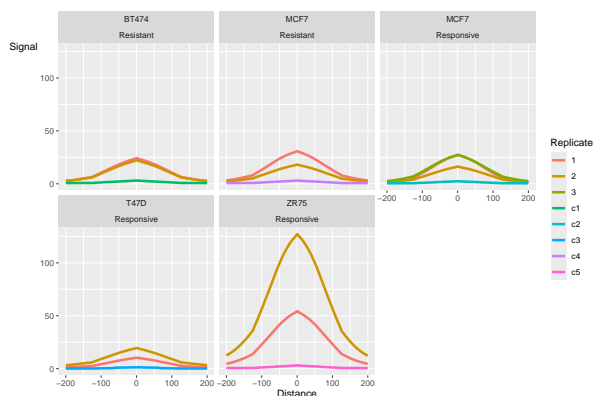 BT474
Resistant
MCF7
Resistant
MCF7
Responsive
Signal
100
50
0
−200
−100
0
100
200
T47D
Responsive
ZR75
Responsive
100
50
0
−200
−100
0
100
200
−200
−100
0
100
200
Distance
Replicate
1
2
3
c1
c2
c3
c4
c5